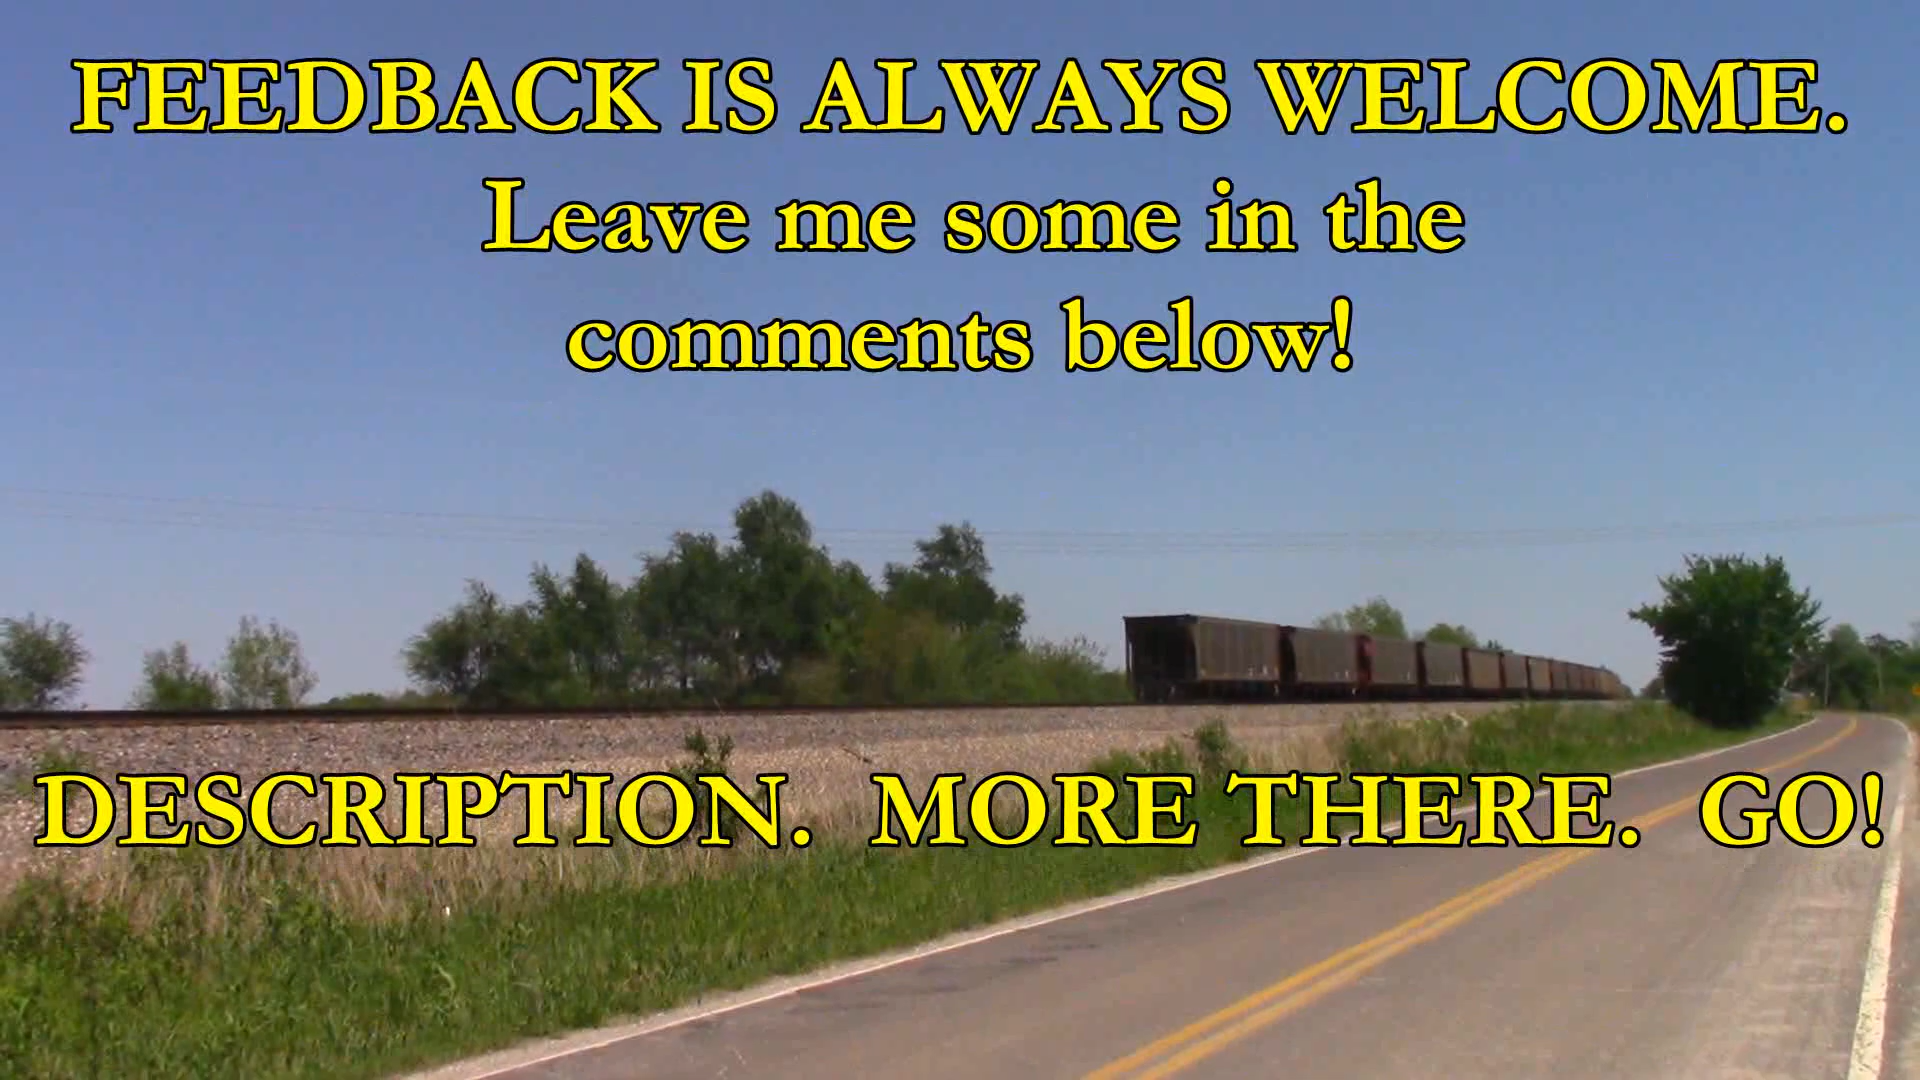 FEEDBACK IS ALWAYS WELCOME.
Leave me some in the
comments below!
DESCRIPTION. MORE THERE. GO!